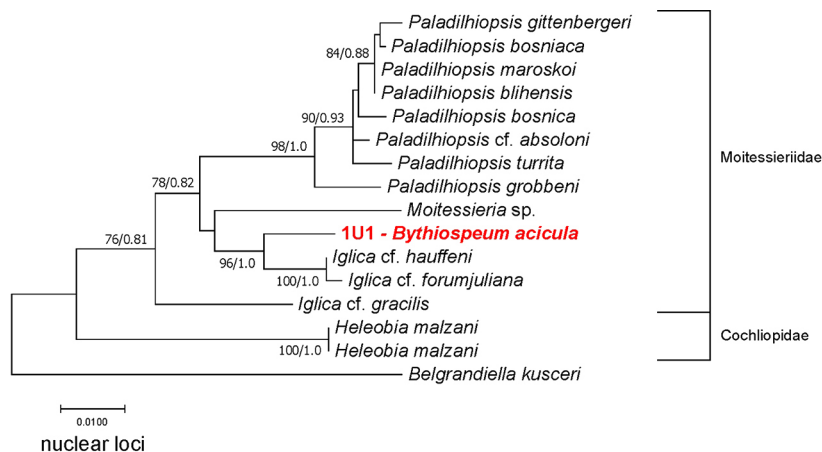 Paladilhiopsis gittenbergeri
Paladilhiopsis bosniaca
84/0.88
Paladilhiopsis maroskoi
Paladilhiopsis blihensis
90/0.93
Paladilhiopsis bosnica
Paladilhiopsis cf. absoloni
98/1.0
Moitessieriidae
Paladilhiopsis turrita
78/0.82
Paladilhiopsis grobbeni
Moitessieria sp.
76/0.81
1U1 - Bythiospeum acicula
96/1.0
Iglica cf. hauffeni
100/1.0
Iglica cf. forumjuliana
Iglica cf. gracilis
Heleobia malzani
Cochliopidae
100/1.0
Heleobia malzani
Belgrandiella kusceri
0.0100
nuclear loci